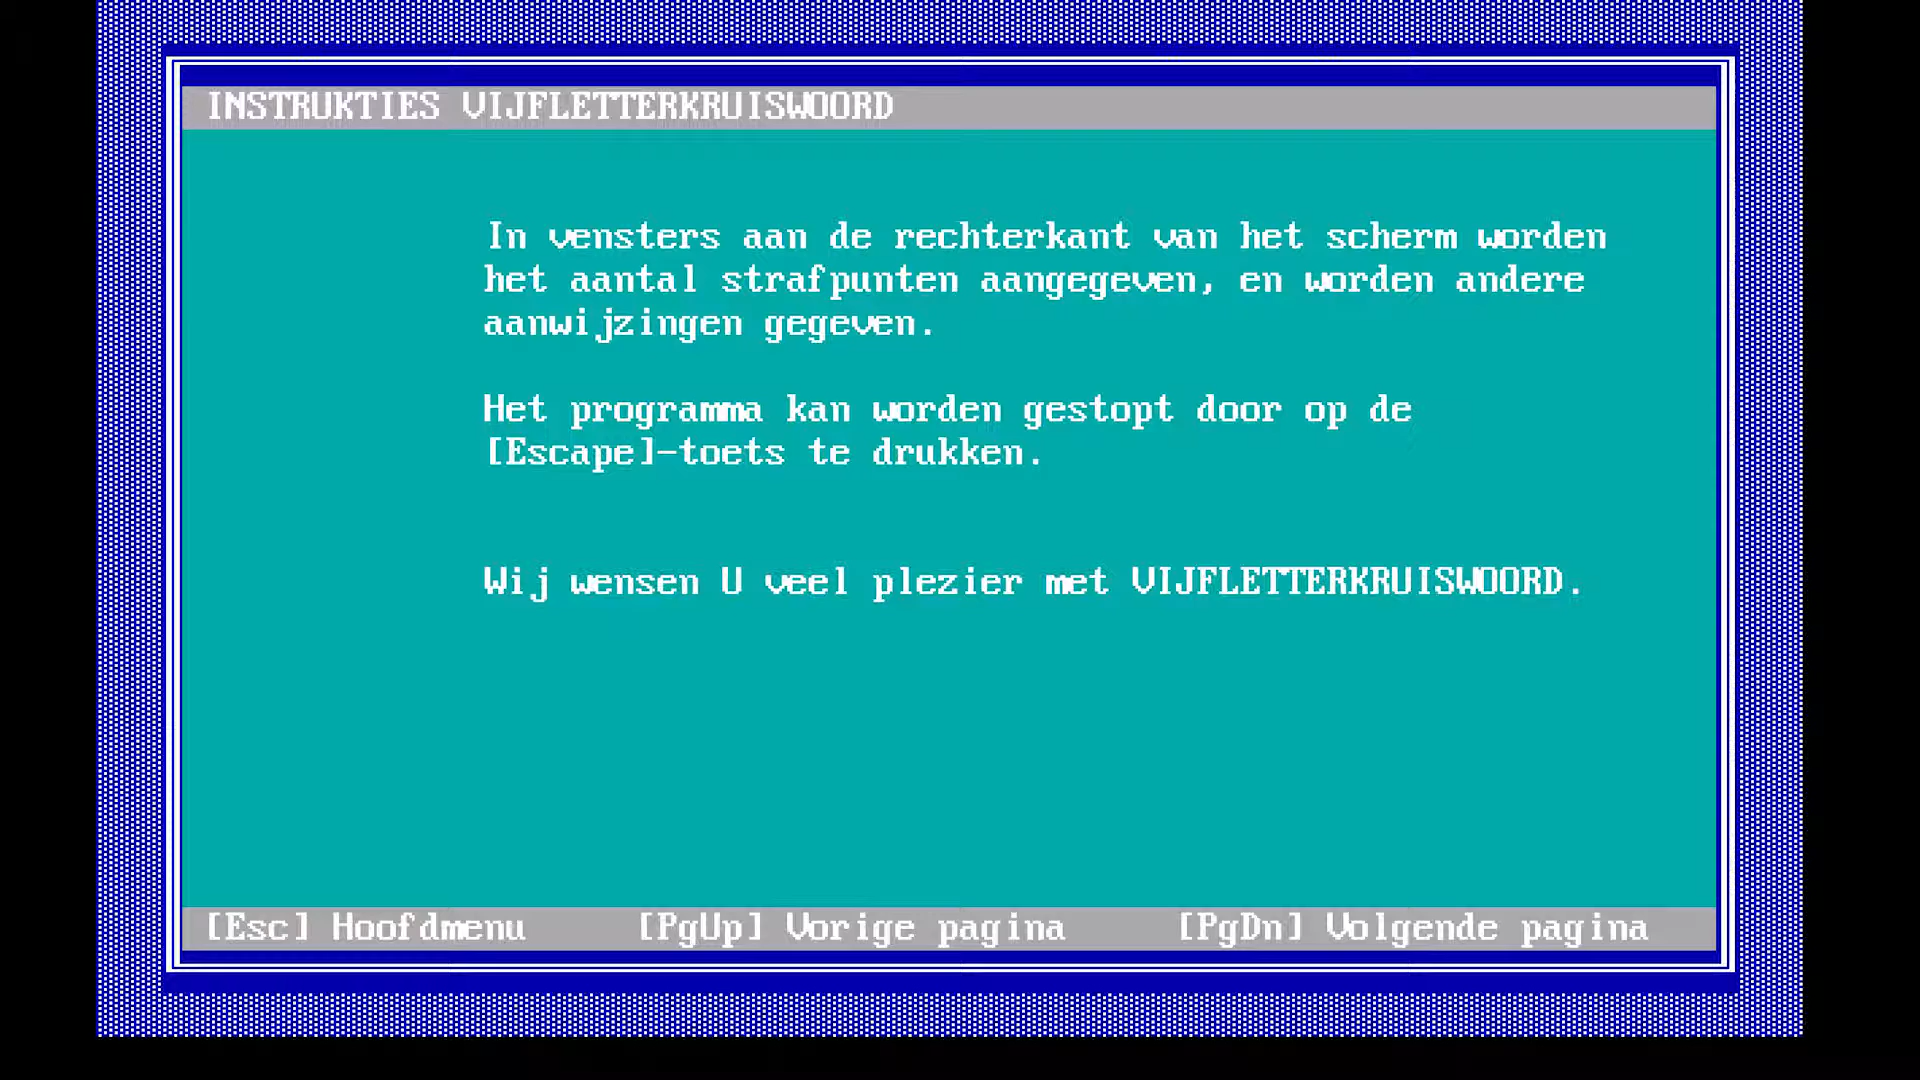 INSTRUKTIES VIJFLETTERKRUISWOORD
In vensters aan de rechterkant van het scherm worden
het aantal strafpunten aangegeven, en worden andere
aanwijzingen gegeven.
Het programma kan worden gestopt door op de
[Escape]-toets te drukken.
Wij wensen U veel plezier met VIJFLETTERKRUISWOORD.
[Esc] Hoofdmenu [PgUp] Vorige pagina [PgDn] Volgende pagina